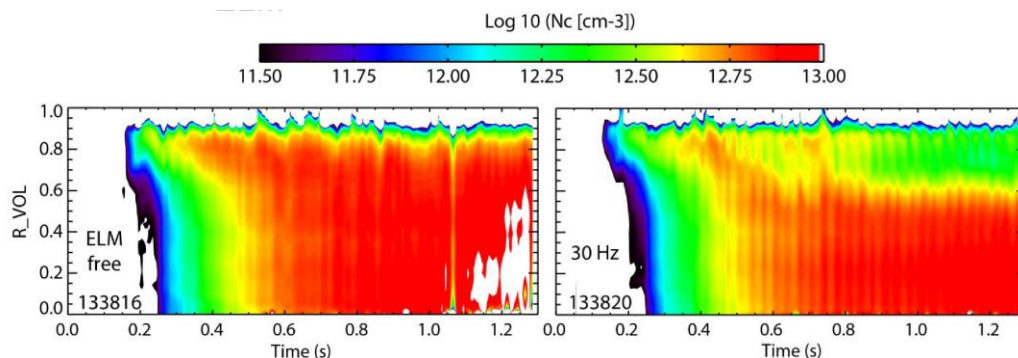 Log 10 (Nc [cm-3])
11.50 11.75 12.00 12.25 12.50 12.75 13.00
R_VOL
1.0
0.8
0.6
0.4
0.2
0.0
ELM
free
133816
0.0 0.2 0.4 0.6 0.8 1.0 1.2
Time (s)
30 Hz
133820
0.0 0.2 0.4 0.6 0.8 1.0 1.2
Time (s)